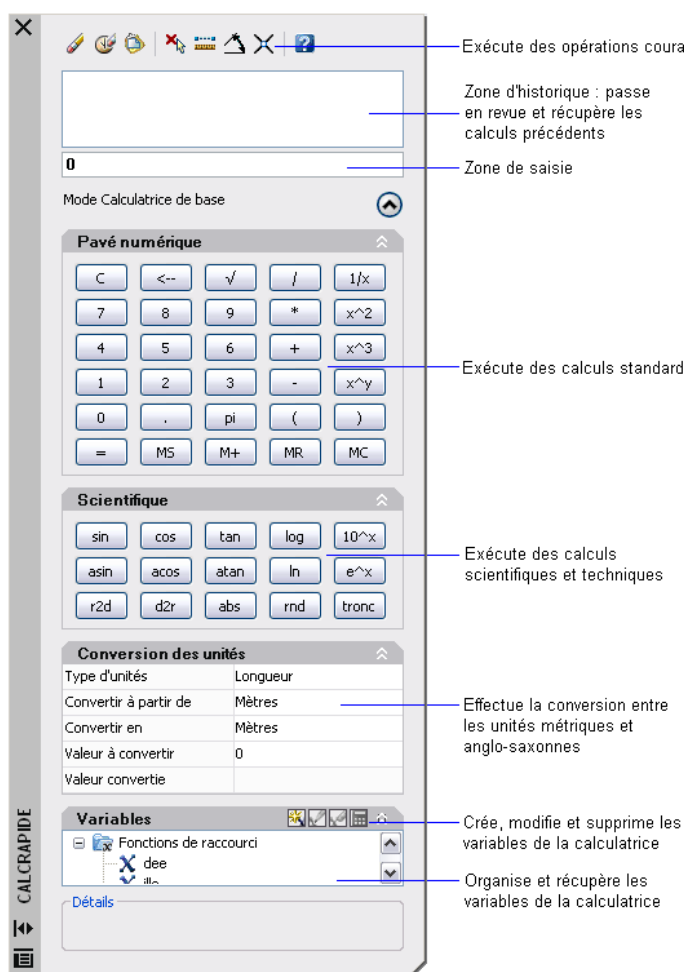 Exécute des opérations coura
Zone d'historique : passe
en revue et récupère les
calculs précédents
0
Zone de saisie
Mode Calculatrice de base
Pavé numérique
C <-- √ / 1/x
7 8 9 * x^2
4 5 6 + x^3
Exécute des calculs standard
1 2 3 - x^y
0 . pi ( )
= MS M+ MR MC
Scientifique
sin cos tan log 10^x
asin acos atan ln e^x
r2d d2r abs rnd tronc
Exécute des calculs
scientifiques et techniques
Conversion des unités
Type d'unités Longueur
Convertir à partir de Mètres
Convertir en Mètres
Valeur à convertir 0
Valeur convertie
Effectue la conversion entre
les unités métriques et
anglo-saxonnes
Variables
Crée, modifie et supprime les
variables de la calculatrice
Fonctions de raccourci
dee
Organise et récupère les
variables de la calculatrice
Détails
CALCRAPIDE